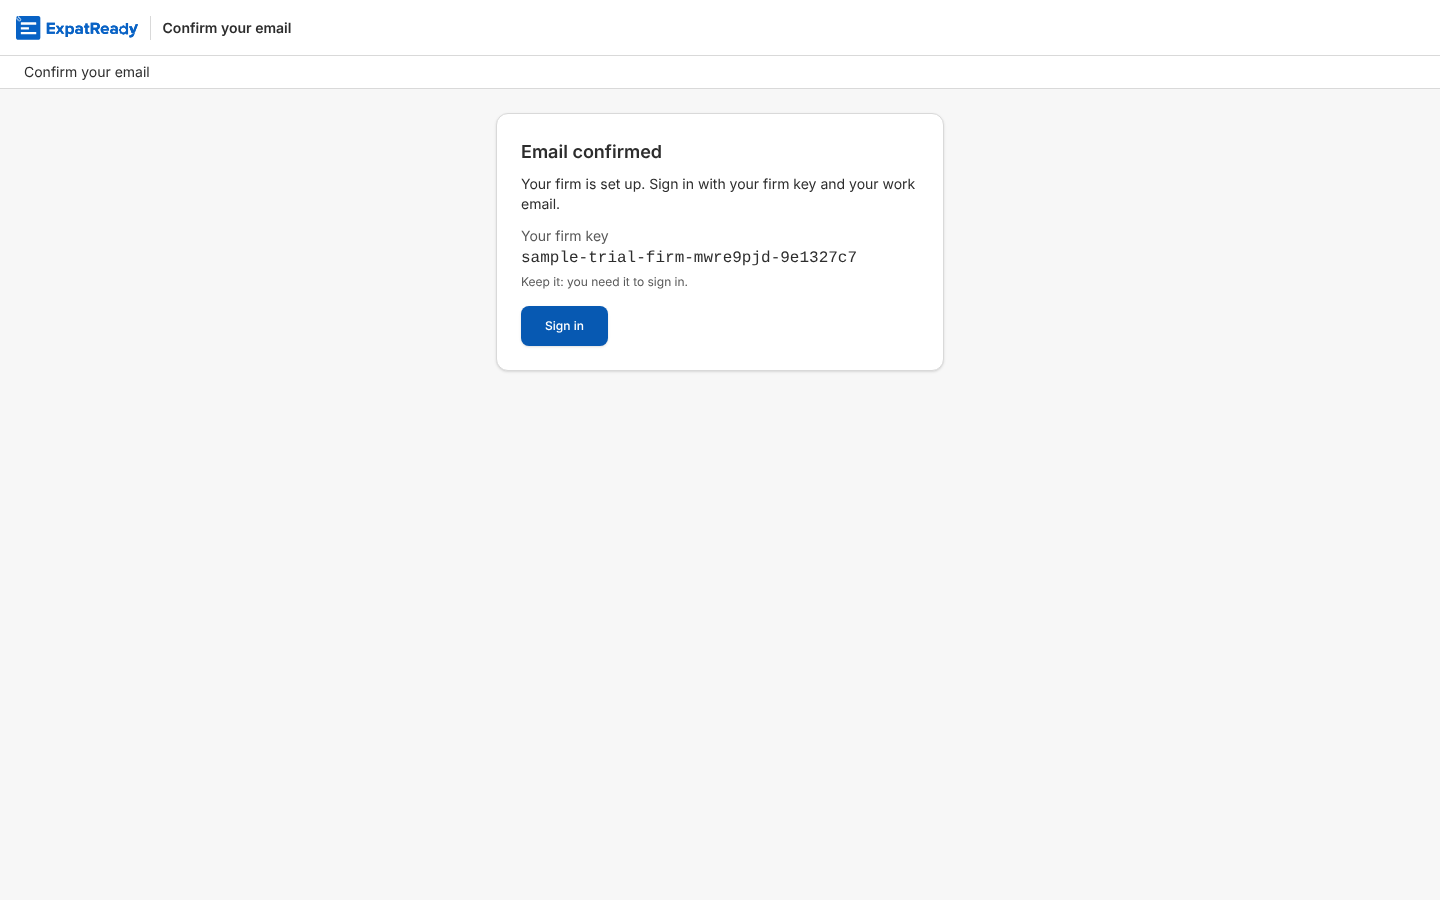 ExpatReady
Confirm your email
Confirm your email
Email confirmed
Your firm is set up. Sign in with your firm key and your work
email.
Your firm key
sample-trial-firm-mwre9pjd-9e1327c7
Keep it: you need it to sign in.
Sign in